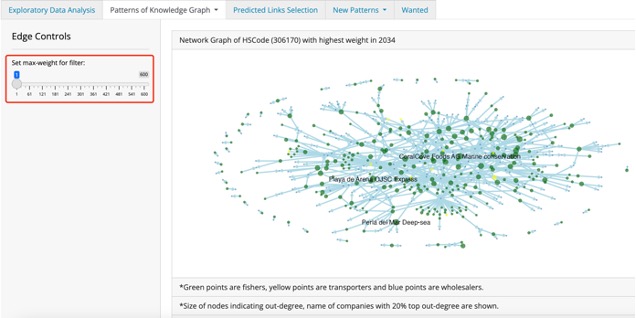 Exploratory Data Analysis
Patterns of Knowledge Graph
Predicted Links Selection
New Patterns
Wanted
Edge Controls
Set max-weight for filter:
1
600
1 61 121 181 241 301 361 421 481 541 600
Network Graph of HSCode (306170) with highest weight in 2034
CoralCove Foods AB Marine conservation
Playa de Arena OJSC Express
Perla del Mar Deep-sea
*Green points are fishers, yellow points are transporters and blue points are wholesalers.
*Size of nodes indicating out-degree, name of companies with 20% top out-degree are shown.